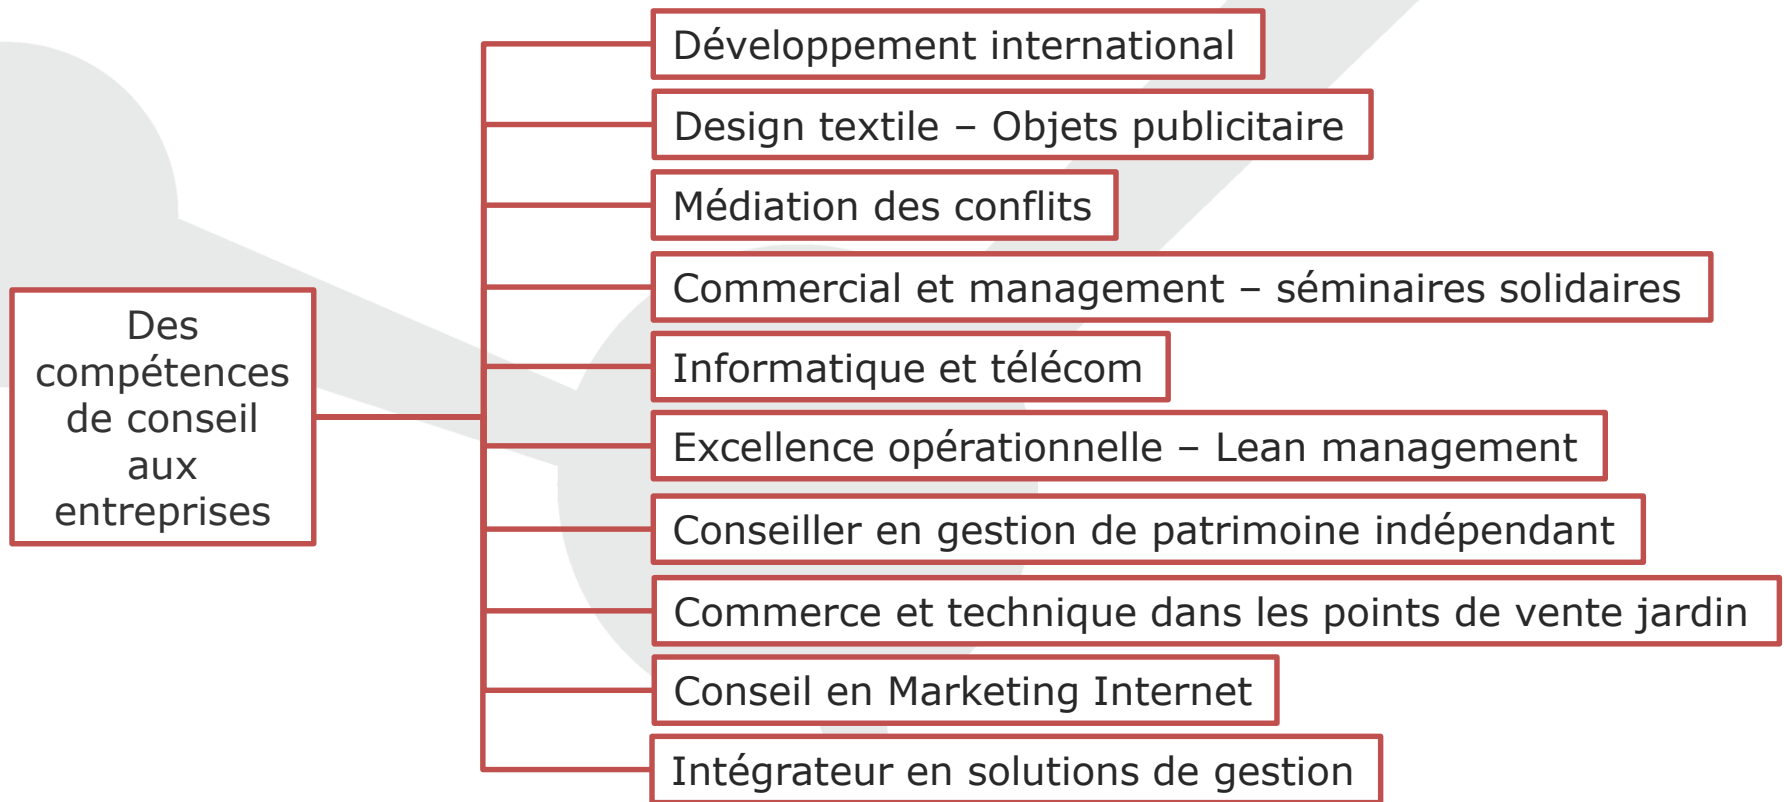 Développement international
Design textile – Objets publicitaire
Médiation des conflits
Commercial et management – séminaires solidaires
Des
compétences
de conseil
aux
entreprises
Informatique et télécom
Excellence opérationnelle – Lean management
Conseiller en gestion de patrimoine indépendant
Commerce et technique dans les points de vente jardin
Conseil en Marketing Internet
Intégrateur en solutions de gestion